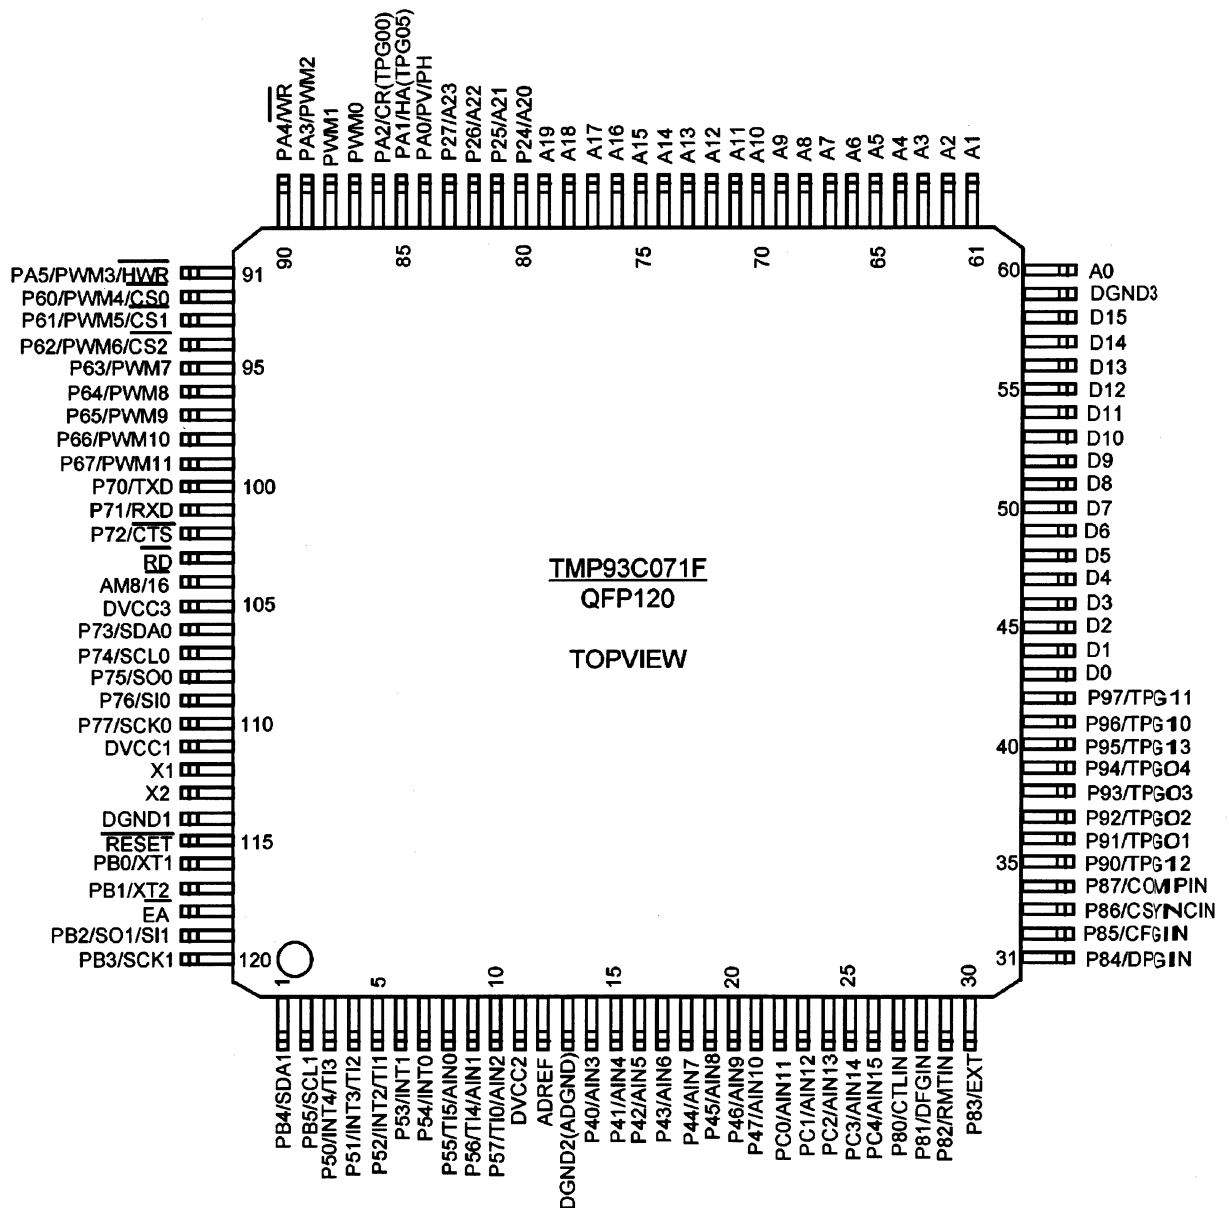 PA4/WR
PA3/PWM2
PWM1
PWM0
PA2/CR(TPG00)
PA1/HA(TPG05)
PA0/PV/PH
P27/A23
P26/A22
P25/A21
P24/A20
A19
A18
A17
A16
A15
A14
A13
A12
A11
A10
A9
A8
A7
A6
A5
A4
A3
A2
A1
90
85
80
75
70
65
61
PA5/PWM3/HWR 91
P60/PWM4/CS0
P61/PWM5/CS1
P62/PWM6/CS2
P63/PWM7 95
P64/PWM8
P65/PWM9
P66/PWM10
P67/PWM11
P70/TXD 100
P71/RXD
P72/CTS
RD
AM8/16
DVCC3 105
P73/SDA0
P74/SCL0
P75/SO0
P76/SI0
P77/SCK0 110
DVCC1
X1
X2
DGND1
RESET 115
PB0/XT1
PB1/XT2
EA
PB2/SO1/SI1
PB3/SCK1 120
TMP93C071F
QFP120
TOPVIEW
60 A0
DGND3
D15
D14
D13
55 D12
D11
D10
D9
D8
50 D7
D6
D5
D4
D3
45 D2
D1
D0
P97/TPG11
P96/TPG10
40 P95/TPG13
P94/TPGO4
P93/TPGO3
P92/TPGO2
P91/TPGO1
35 P90/TPG12
P87/COMPIN
P86/CSYNCIN
P85/CFGIN
31 P84/DPGIN
1
5
10
15
20
25
30
PB4/SDA1
PB5/SCL1
P50/INT4/TI3
P51/INT3/TI2
P52/INT2/TI1
P53/INT1
P54/INT0
P55/TI5/AIN0
P56/TI4/AIN1
P57/TI0/AIN2
DVCC2
ADREF
DGND2(ADGND)
P40/AIN3
P41/AIN4
P42/AIN5
P43/AIN6
P44/AIN7
P45/AIN8
P46/AIN9
P47/AIN10
PC0/AIN11
PC1/AIN12
PC2/AIN13
PC3/AIN14
PC4/AIN15
P80/CTLIN
P81/DFGIN
P82/RMTIN
P83/EXT